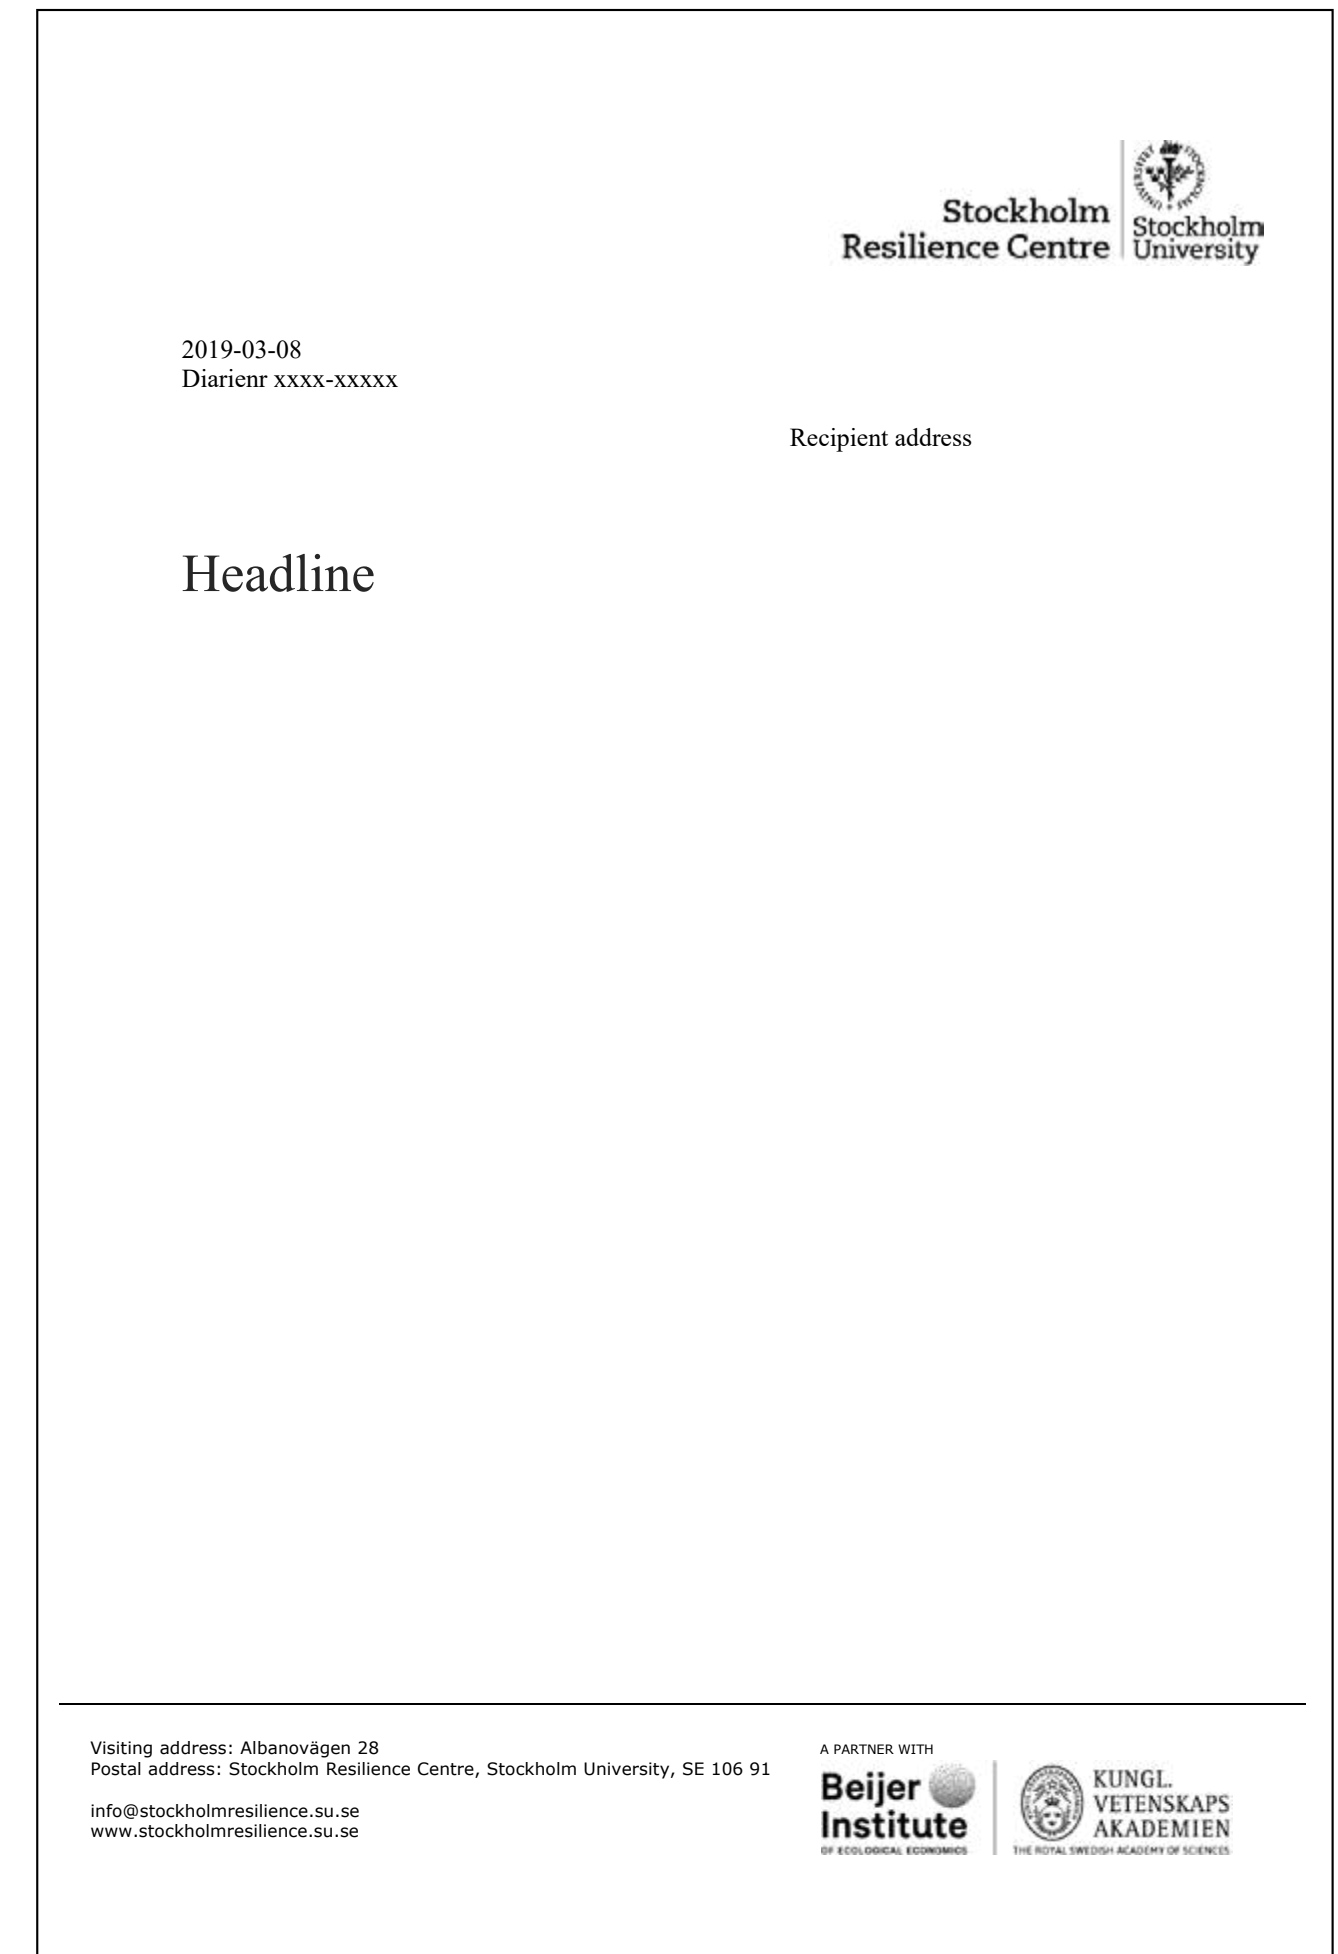 Stockholm
Resilience Centre
Stockholm
University
2019-03-08
Diarienr xxxx-xxxxx
Recipient address
Headline
Visiting address: Albanovägen 28
Postal address: Stockholm Resilience Centre, Stockholm University, SE 106 91
info@stockholmresilience.su.se
www.stockholmresilience.su.se
A PARTNER WITH
Beijer
Institute
OF ECOLOGICAL ECONOMICS
KUNGL.
VETENSKAPS
AKADEMIEN
THE ROYAL SWEDISH ACADEMY OF SCIENCES